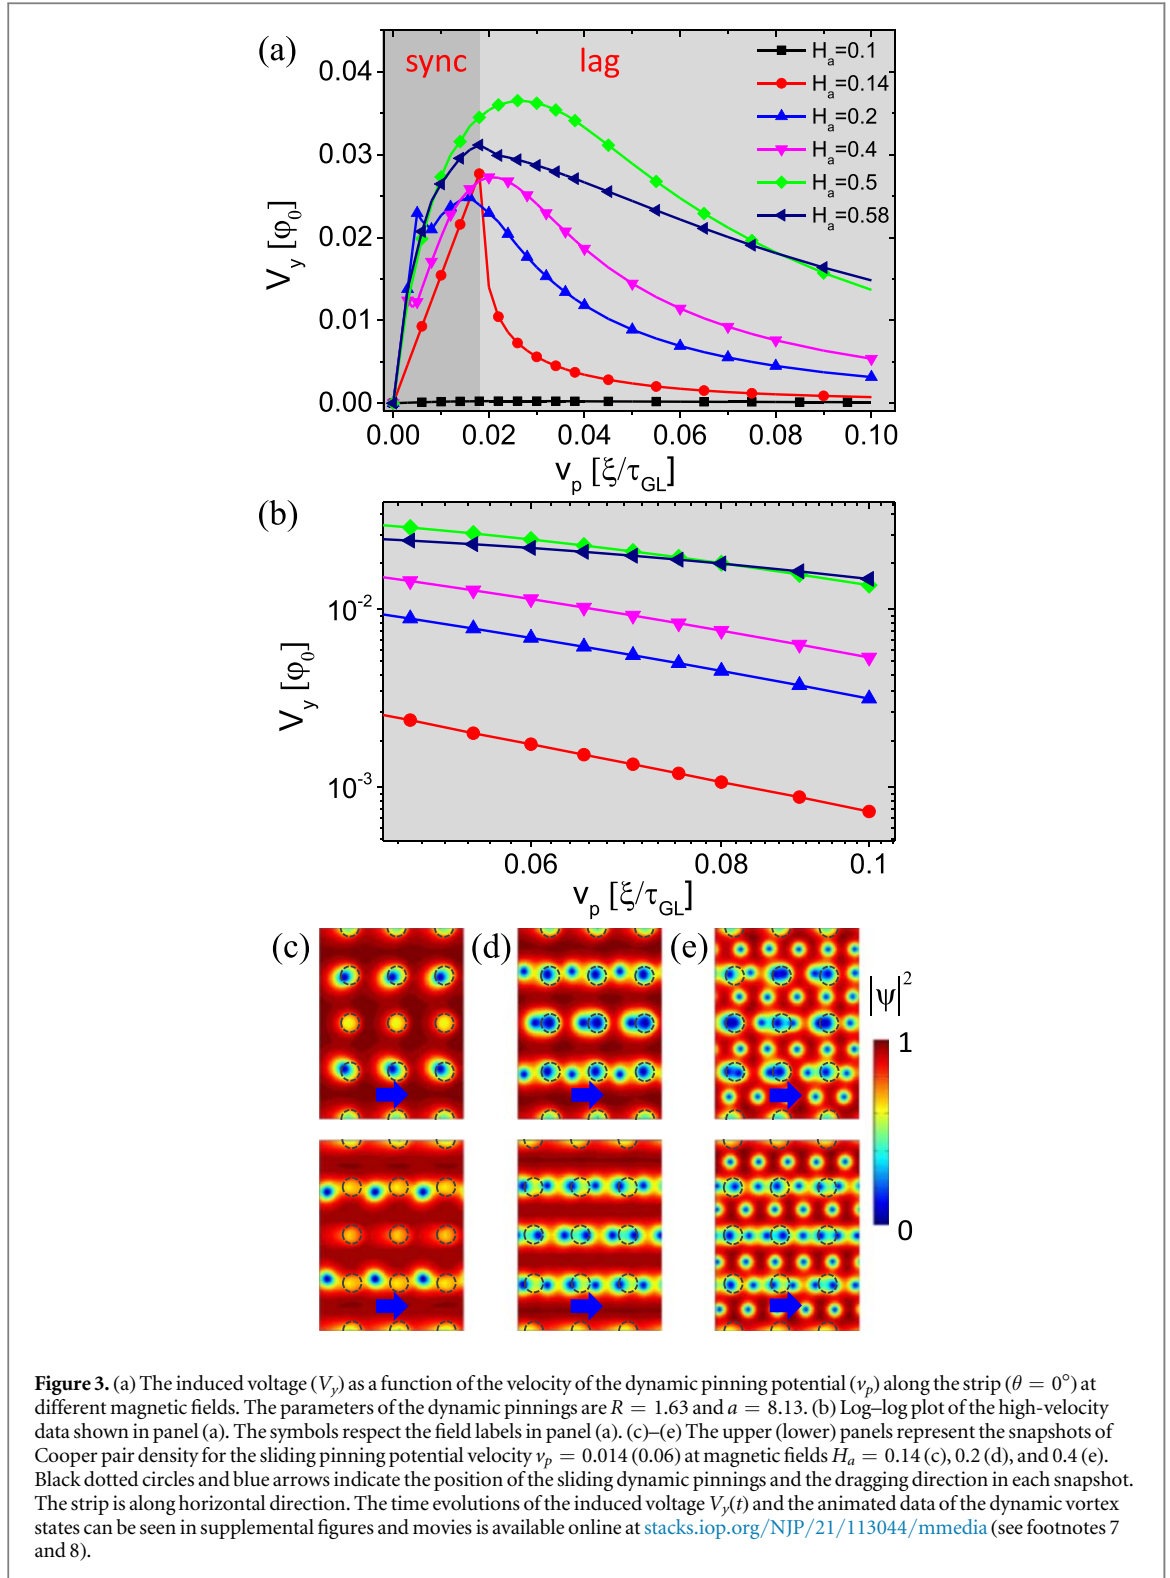 (a)
sync
lag
H_a=0.1
H_a=0.14
H_a=0.2
H_a=0.4
H_a=0.5
H_a=0.58
0.04
0.03
0.02
0.01
0.00
V_y [φ_0]
0.00 0.02 0.04 0.06 0.08 0.10
v_p [ξ/τ_GL]
(b)
10^-2
10^-3
V_y [φ_0]
0.06 0.08 0.1
v_p [ξ/τ_GL]
(c) (d) (e)
|ψ|^2
1
0
Figure 3. (a) The induced voltage (V_y) as a function of the velocity of the dynamic pinning potential (v_p) along the strip (θ = 0°) at
different magnetic fields. The parameters of the dynamic pinnings are R = 1.63 and a = 8.13. (b) Log–log plot of the high-velocity
data shown in panel (a). The symbols respect the field labels in panel (a). (c)–(e) The upper (lower) panels represent the snapshots of
Cooper pair density for the sliding pinning potential velocity v_p = 0.014 (0.06) at magnetic fields H_a = 0.14 (c), 0.2 (d), and 0.4 (e).
Black dotted circles and blue arrows indicate the position of the sliding dynamic pinnings and the dragging direction in each snapshot.
The strip is along horizontal direction. The time evolutions of the induced voltage V_y(t) and the animated data of the dynamic vortex
states can be seen in supplemental figures and movies is available online at stacks.iop.org/NJP/21/113044/mmedia (see footnotes 7
and 8).